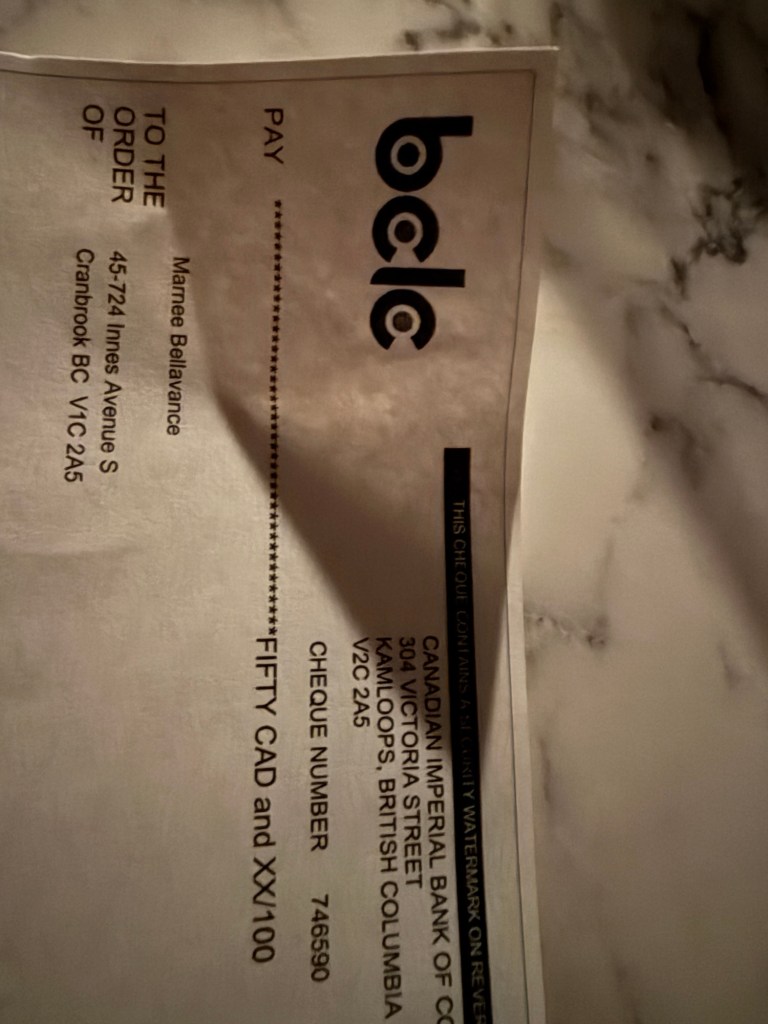 bclc
THIS CHEQUE CONTAINS A SECURITY WATERMARK ON REVER
CANADIAN IMPERIAL BANK OF CO
304 VICTORIA STREET
KAMLOOPS, BRITISH COLUMBIA
V2C 2A5
CHEQUE NUMBER 746590
PAY ********************************************************FIFTY CAD and XX/100
TO THE
ORDER
OF
Marnee Bellavance
45-724 Innes Avenue S
Cranbrook BC V1C 2A5